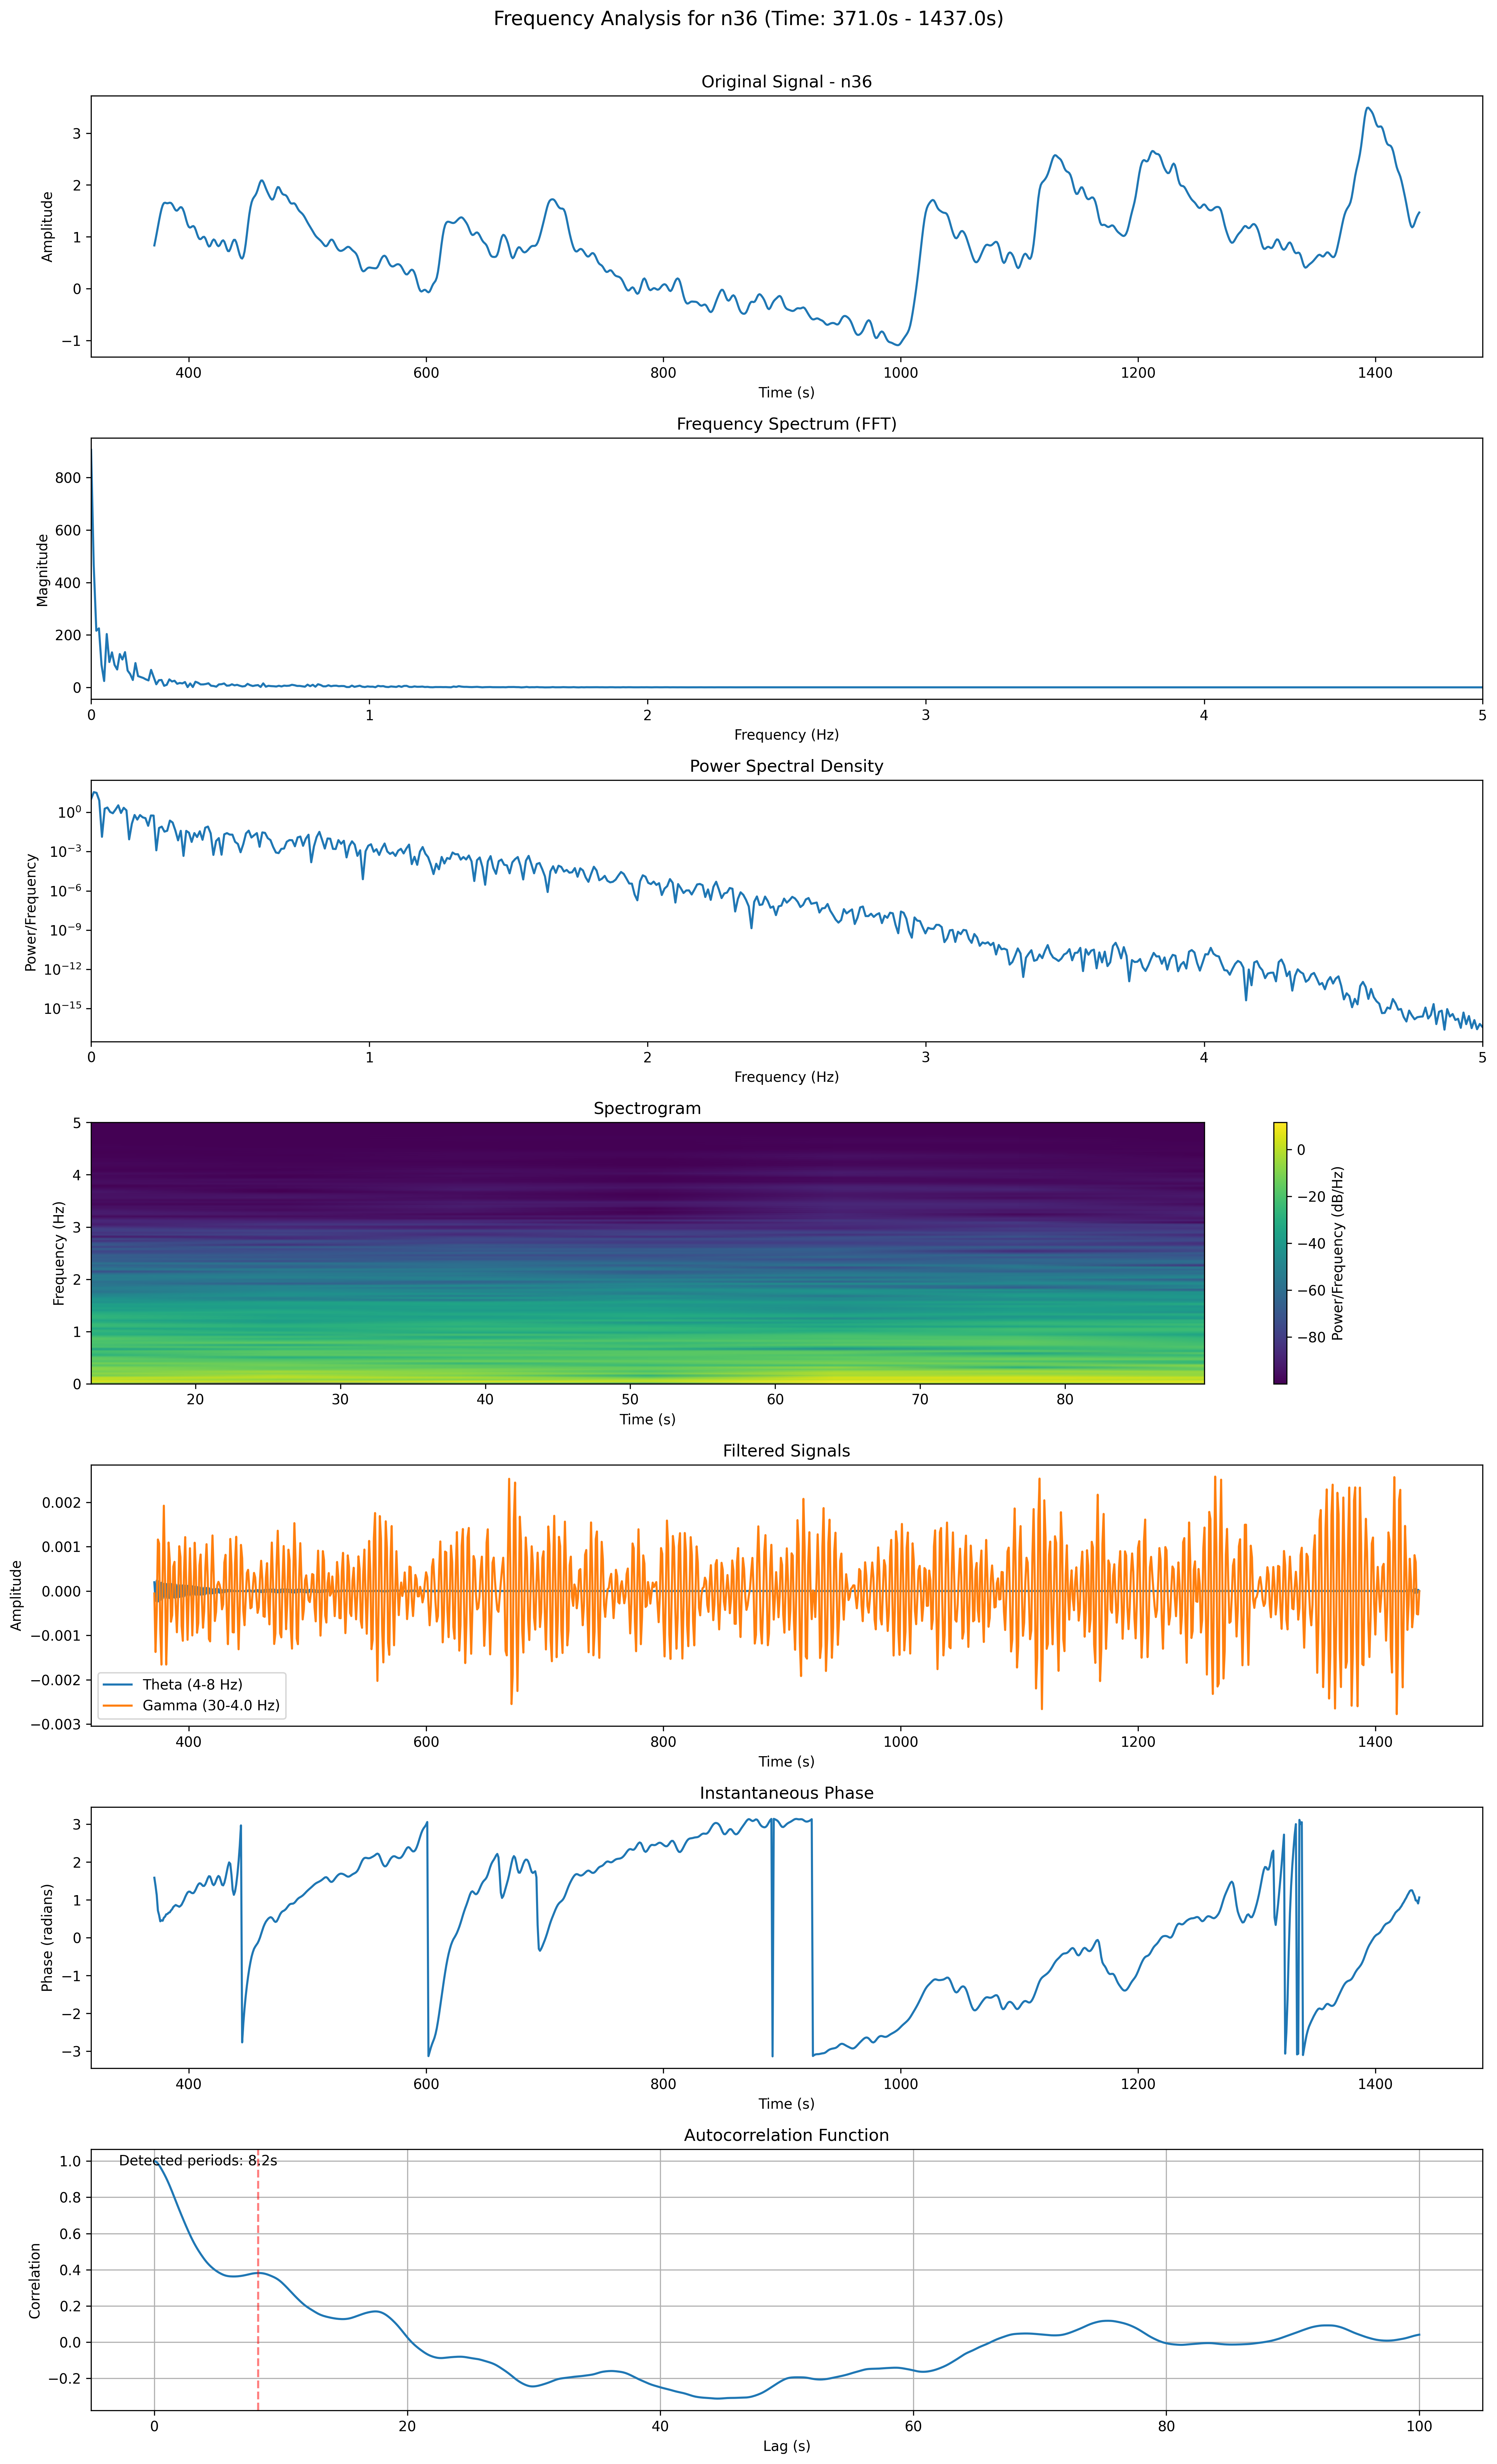 Frequency Analysis for n36 (Time: 371.0s - 1437.0s)
Original Signal - n36
Amplitude
3
2
1
0
−1
400 600 800 1000 1200 1400
Time (s)
Frequency Spectrum (FFT)
Magnitude
800
600
400
200
0
0 1 2 3 4 5
Frequency (Hz)
Power Spectral Density
Power/Frequency
10⁰
10⁻³
10⁻⁶
10⁻⁹
10⁻¹²
10⁻¹⁵
0 1 2 3 4 5
Frequency (Hz)
Spectrogram
Frequency (Hz)
5
4
3
2
1
0
20 30 40 50 60 70 80
Time (s)
0
−20
−40
−60
−80
Power/Frequency (dB/Hz)
Filtered Signals
Amplitude
0.002
0.001
0.000
−0.001
−0.002
−0.003
Theta (4-8 Hz)
Gamma (30-4.0 Hz)
400 600 800 1000 1200 1400
Time (s)
Instantaneous Phase
Phase (radians)
3
2
1
0
−1
−2
−3
400 600 800 1000 1200 1400
Time (s)
Autocorrelation Function
Detected periods: 8.2s
Correlation
1.0
0.8
0.6
0.4
0.2
0.0
−0.2
0 20 40 60 80 100
Lag (s)